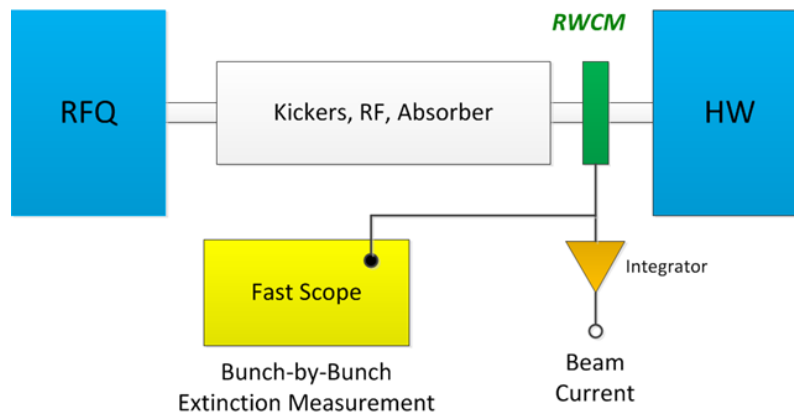 RWCM
RFQ
Kickers, RF, Absorber
HW
Fast Scope
Integrator
Bunch-by-Bunch
Extinction Measurement
Beam
Current